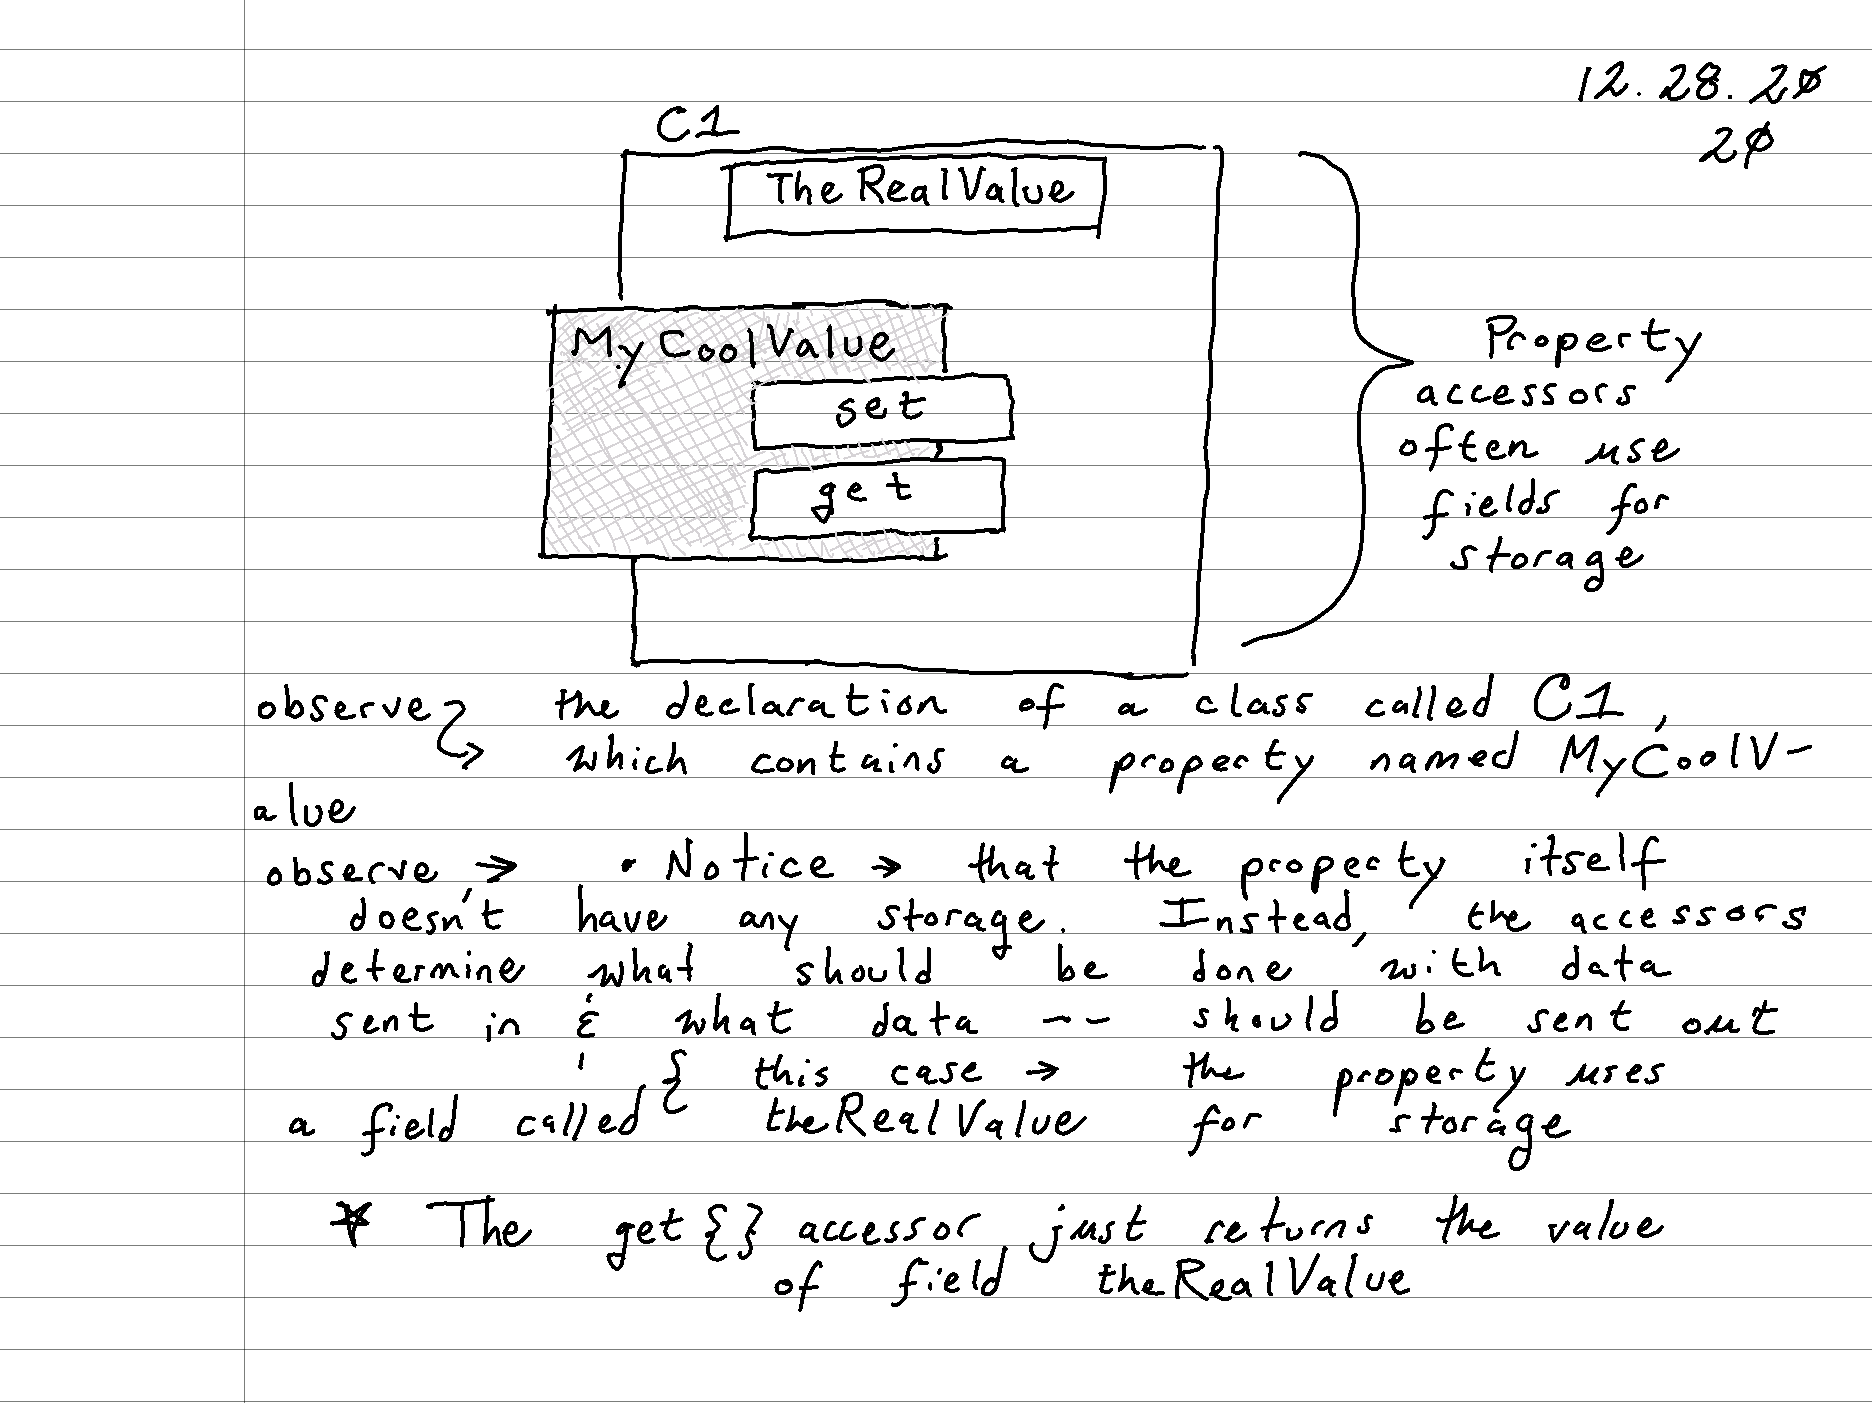 12.28.2∅
2∅
C1
The RealValue
MyCoolValue
set
get
Property
accessors
often use
fields for
storage
observe the declaration of a class called C1,
which contains a property named MyCoolV-
alue
observe → • Notice → that the property itself
doesn't have any storage. Instead, the accessors
determine what should be done with data
sent in & what data -- should be sent out
{ this case → the property uses
a field called theRealValue for storage
* The get {} accessor just returns the value
of field theRealValue